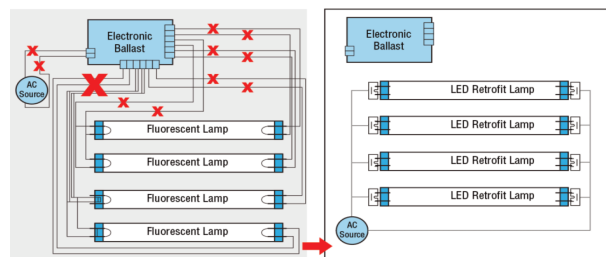 Electronic
Ballast
AC
Source
Fluorescent Lamp
Fluorescent Lamp
Fluorescent Lamp
Fluorescent Lamp
Electronic
Ballast
LED Retrofit Lamp
LED Retrofit Lamp
LED Retrofit Lamp
LED Retrofit Lamp
AC
Source